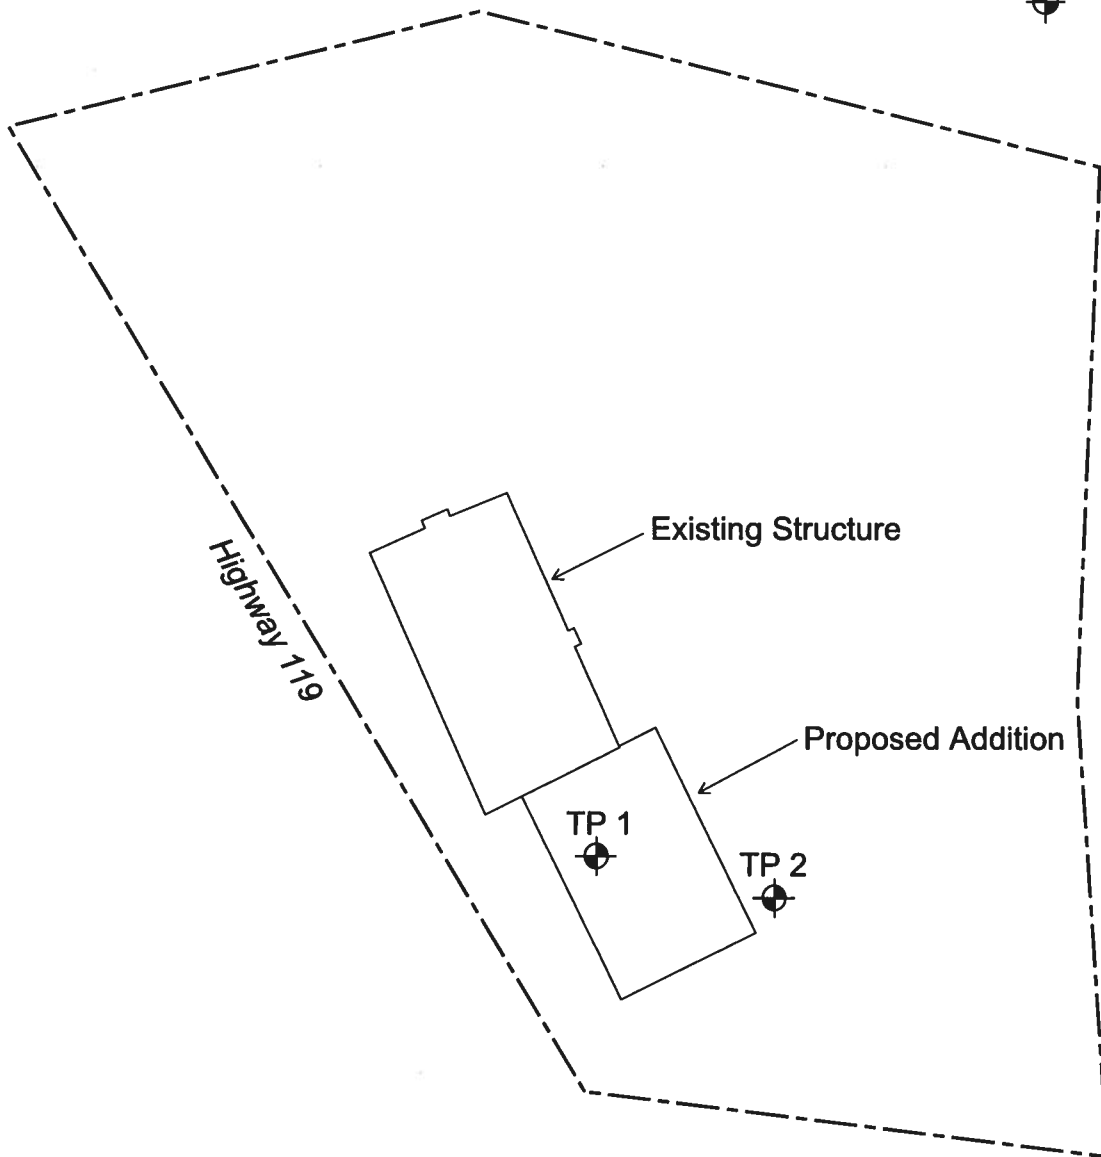 Existing Structure
Highway 119
Proposed Addition
TP 1
TP 2